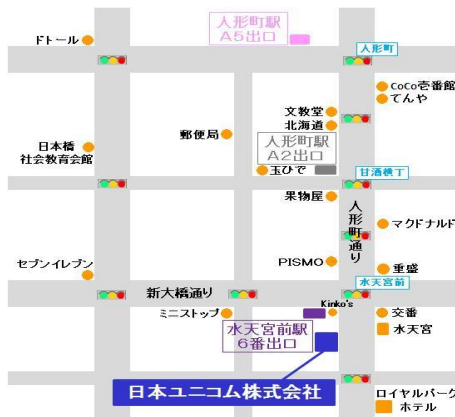 人形町駅
A5出口
ドトール
人形町
CoCo壱番館
てんや
文教堂
北海道
郵便局
日本橋
社会教育会館
人形町駅
A2出口
玉ひで
甘酒横丁
果物屋
人形町通り
マクドナルド
PISMO
重盛
セブンイレブン
水天宮前
新大橋通り
Kinko's
ミニストップ
交番
水天宮前駅
6番出口
水天宮
日本ユニコム株式会社
ロイヤルパーク
ホテル